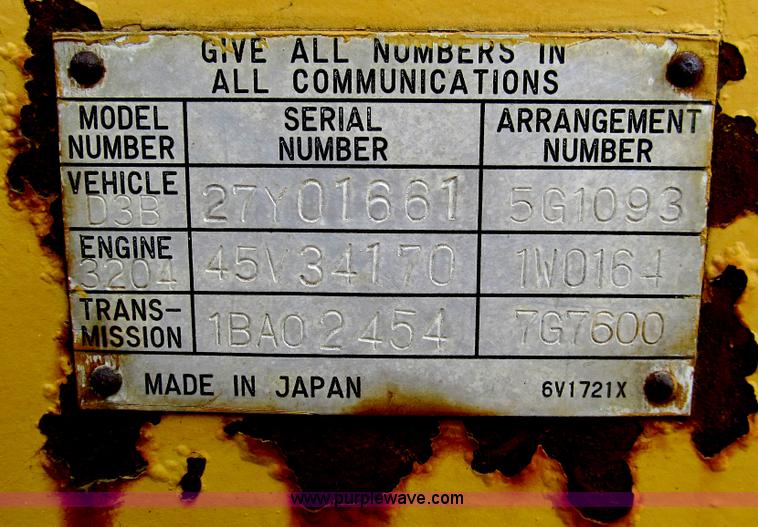 GIVE ALL NUMBERS IN
ALL COMMUNICATIONS
MODEL NUMBER SERIAL NUMBER ARRANGEMENT NUMBER
VEHICLE D3B 27Y01661 5G1093
ENGINE 3204 45V34170 1W0164
TRANS-MISSION 1BA02454 7G7600
MADE IN JAPAN 6V1721X
www.purplewave.com